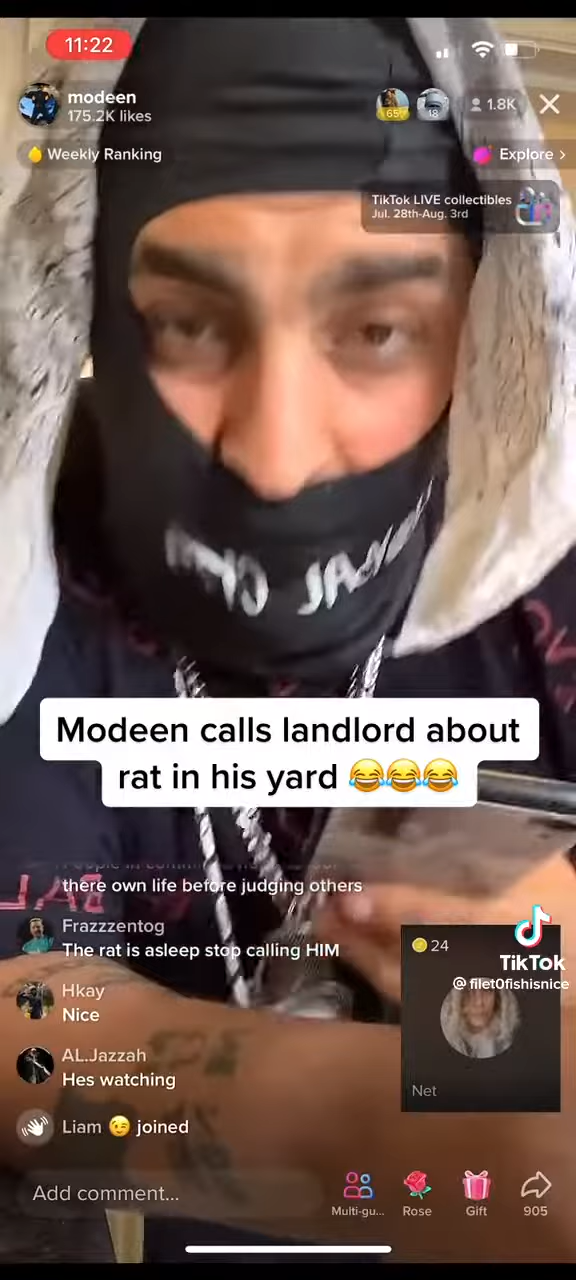 11:22
modeen
175.2K likes
65
18
1.8K
Weekly Ranking
Explore
TikTok LIVE collectibles
Jul. 28th-Aug. 3rd
Modeen calls landlord about
rat in his yard 😂😂😂
there own life before judging others
Frazzzentog
The rat is asleep stop calling HIM
24
TikTok
@filet0fishisnice
Hkay
Nice
AL.Jazzah
Hes watching
Net
Liam 😉 joined
Add comment...
Multi-gu...
Rose
Gift
905